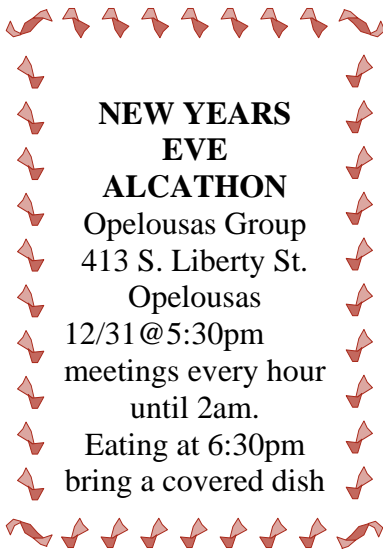 NEW YEARS
EVE
ALCATHON
Opelousas Group
413 S. Liberty St.
Opelousas
12/31@5:30pm
meetings every hour
until 2am.
Eating at 6:30pm
bring a covered dish